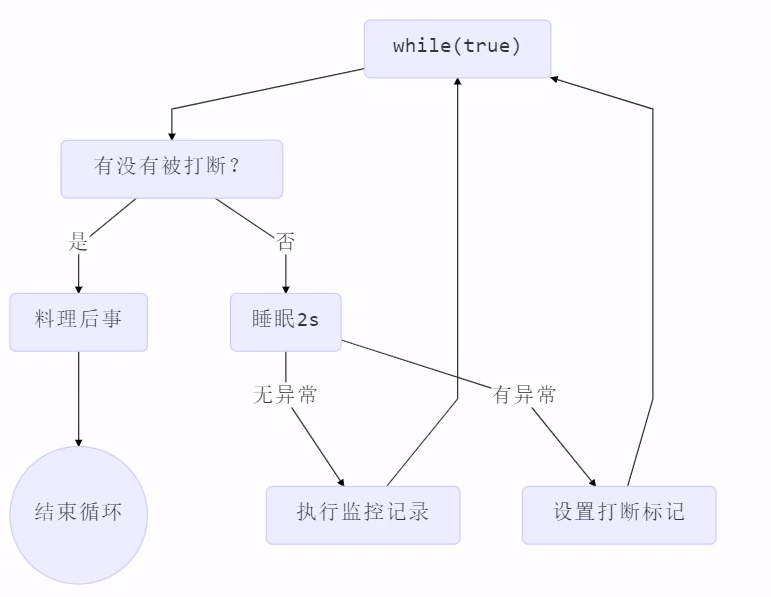 while(true)
有没有被打断?
是
否
料理后事
睡眠2s
无异常
有异常
结束循环
执行监控记录
设置打断标记